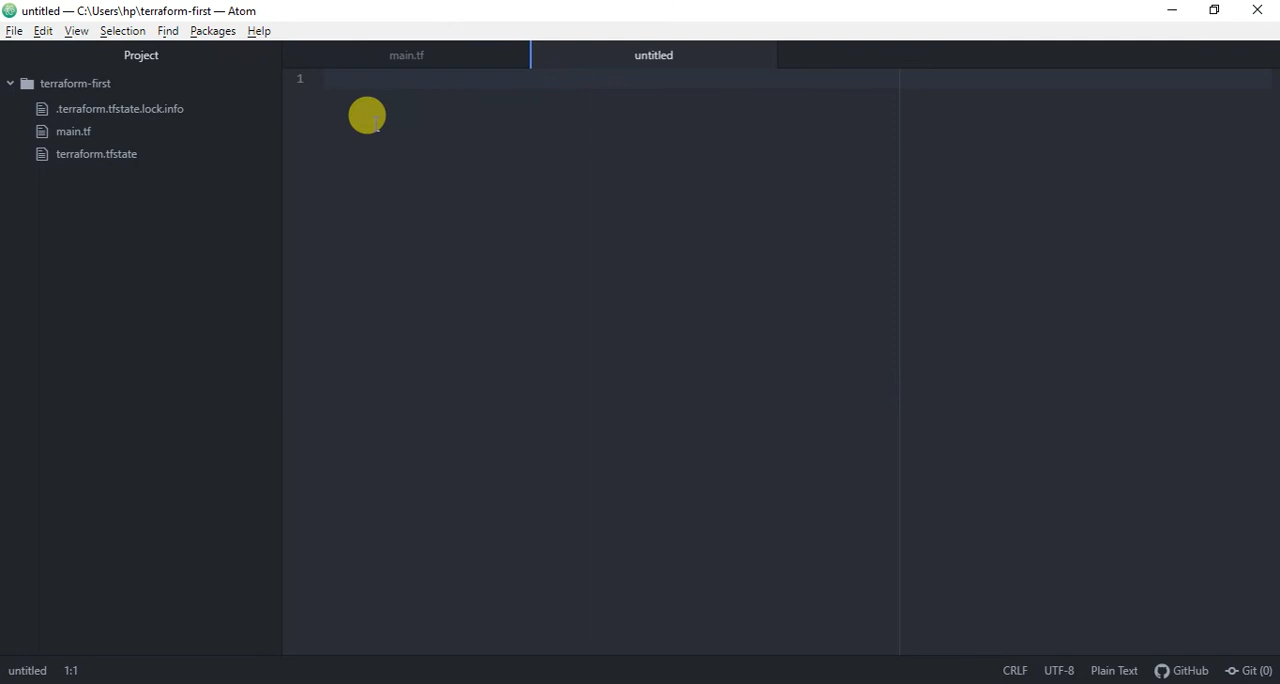 untitled — C:\Users\hp\terraform-first — Atom
File Edit View Selection Find Packages Help
Project
main.tf
untitled
terraform-first
.terraform.tfstate.lock.info
main.tf
terraform.tfstate
1
untitled 1:1
CRLF UTF-8 Plain Text GitHub Git (0)